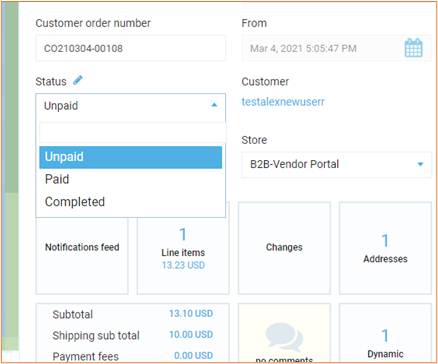 Customer order number
From
CO210304-00108
Mar 4, 2021 5:05:47 PM
Status
Customer
Unpaid
testalexnewuserr
Unpaid
Paid
Completed
Store
B2B-Vendor Portal
Notifications feed
1
Line items
13.23 USD
Changes
1
Addresses
Subtotal 13.10 USD
Shipping sub total 10.00 USD
Payment fees 0.00 USD
no comments
1
Dynamic